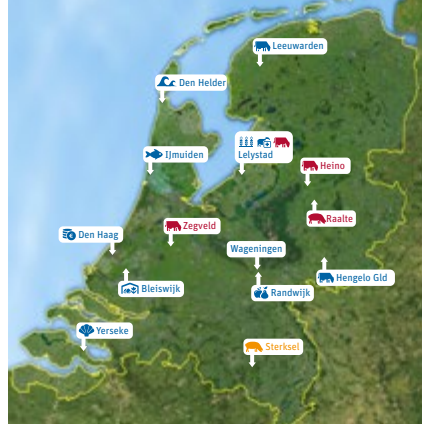 Leeuwarden
Den Helder
IJmuiden
Lelystad
Heino
Raalte
Zegveld
Den Haag
Wageningen
Hengelo Gld
Bleiswijk
Randwijk
Yerseke
Sterksel